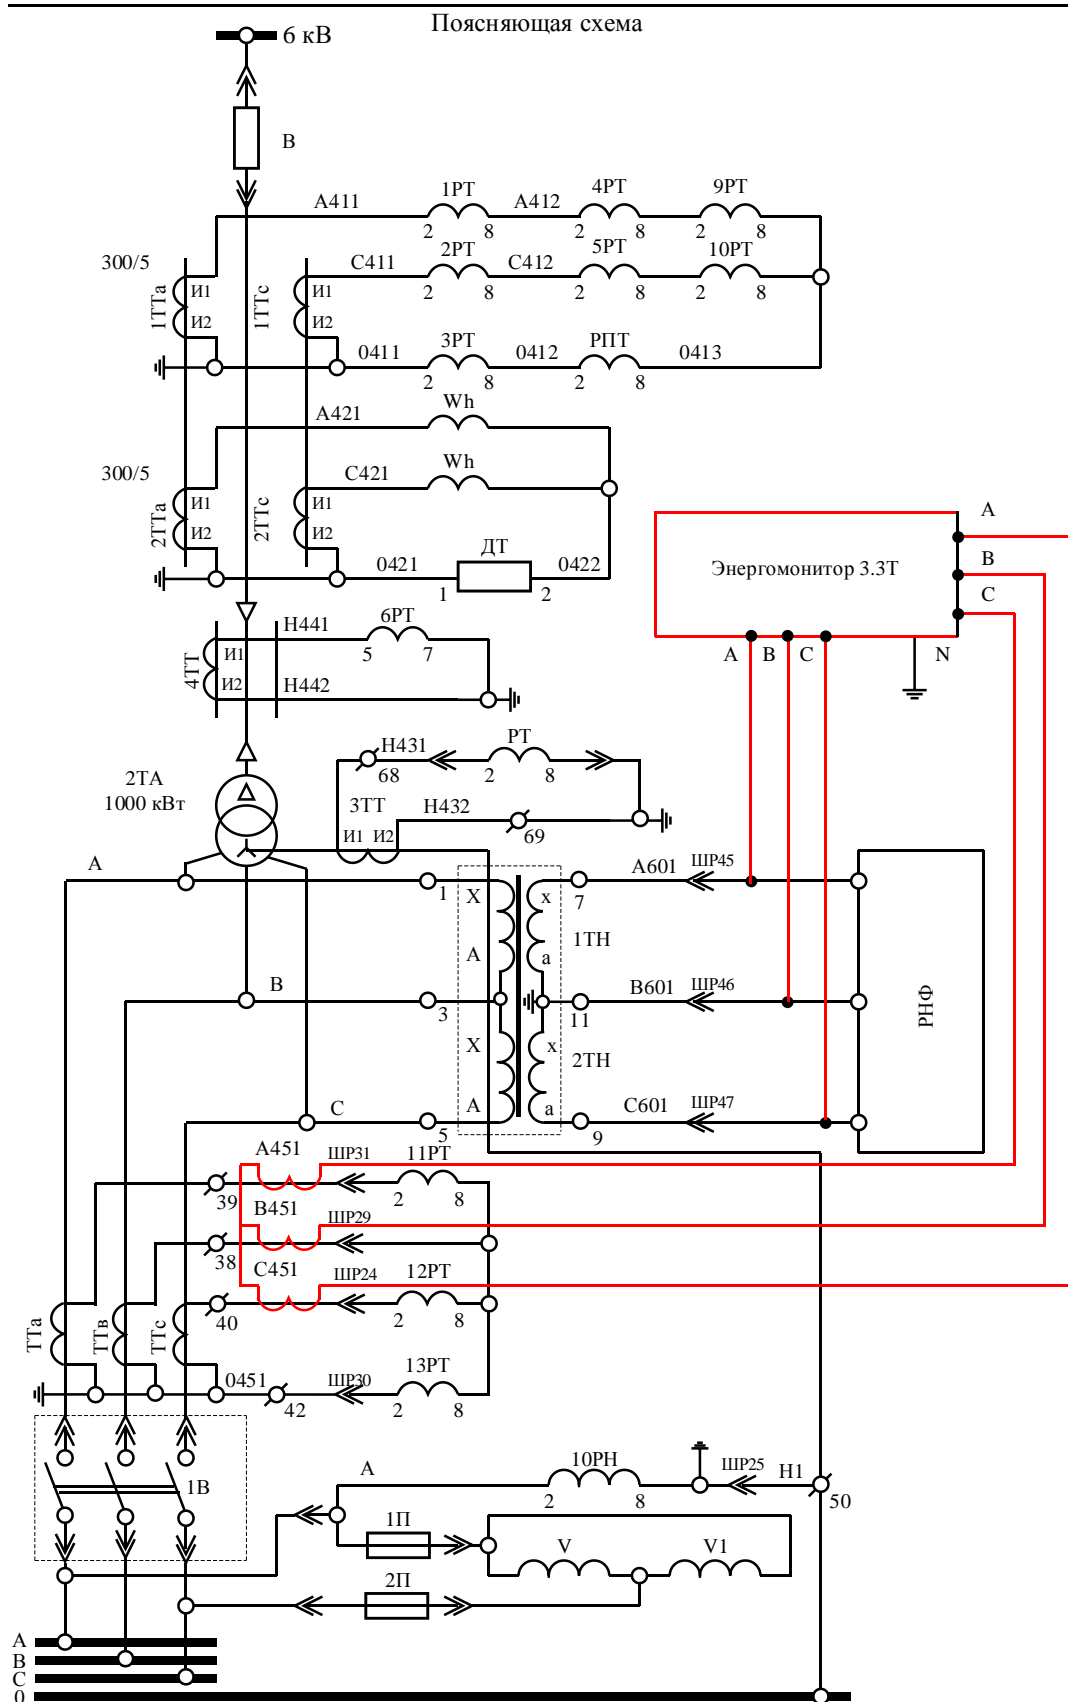 Поясняющая схема
6 кВ
В
А411 1РТ А412 4РТ 9РТ
2 8 2 8 2 8
300/5 С411 2РТ С412 5РТ 10РТ
1ТТа И1 1ТТс И1 2 8 2 8 2 8
И2 И2
0411 3РТ 0412 РПТ 0413
2 8 2 8
А421 Wh
300/5 С421 Wh
2ТТа И1 2ТТс И1
И2 И2
0421 ДТ 0422
1 2
Энергомонитор 3.3Т
А
В
С
А В С N
Н441 6РТ
4ТТ И1 5 7
И2 Н442
Н431 РТ
68 2 8
2ТА
1000 кВт
3ТТ Н432
И1 И2 69
А 1 Х х 7 А601 ШР45
А а 1ТН
В 3 11 В601 ШР46
РНФ
Х х 2ТН
С 5 А а 9 С601 ШР47
А451 ШР31 11РТ
39 2 8
В451 ШР29
38
С451 ШР24 12РТ
40 2 8
ТТа ТТв ТТс
0451 ШР30 13РТ
42 2 8
1В
А 10РН ШР25 Н1
2 8 50
1П
V V1
2П
А
В
С
0